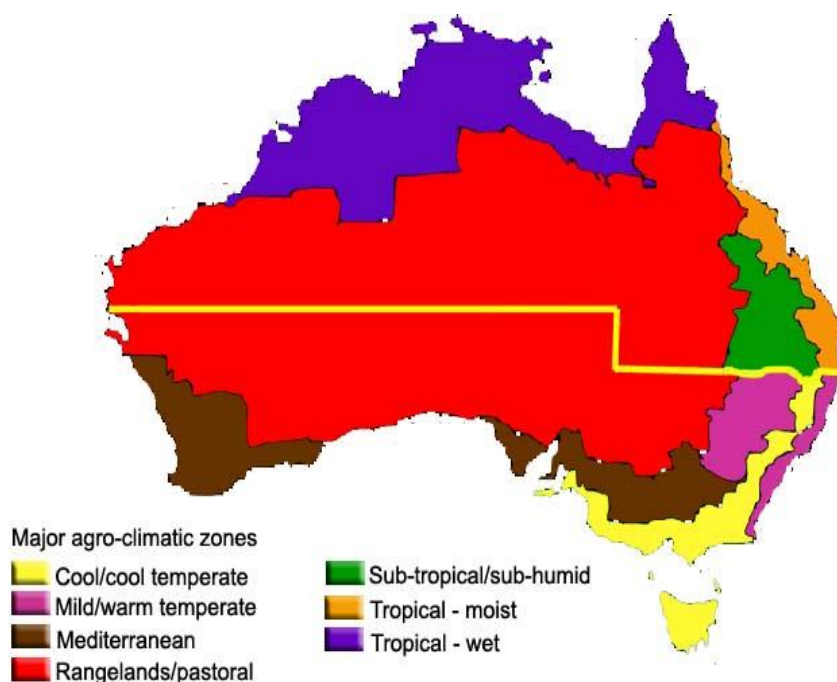 Major agro-climatic zones
Cool/cool temperate
Mild/warm temperate
Mediterranean
Rangelands/pastoral
Sub-tropical/sub-humid
Tropical - moist
Tropical - wet